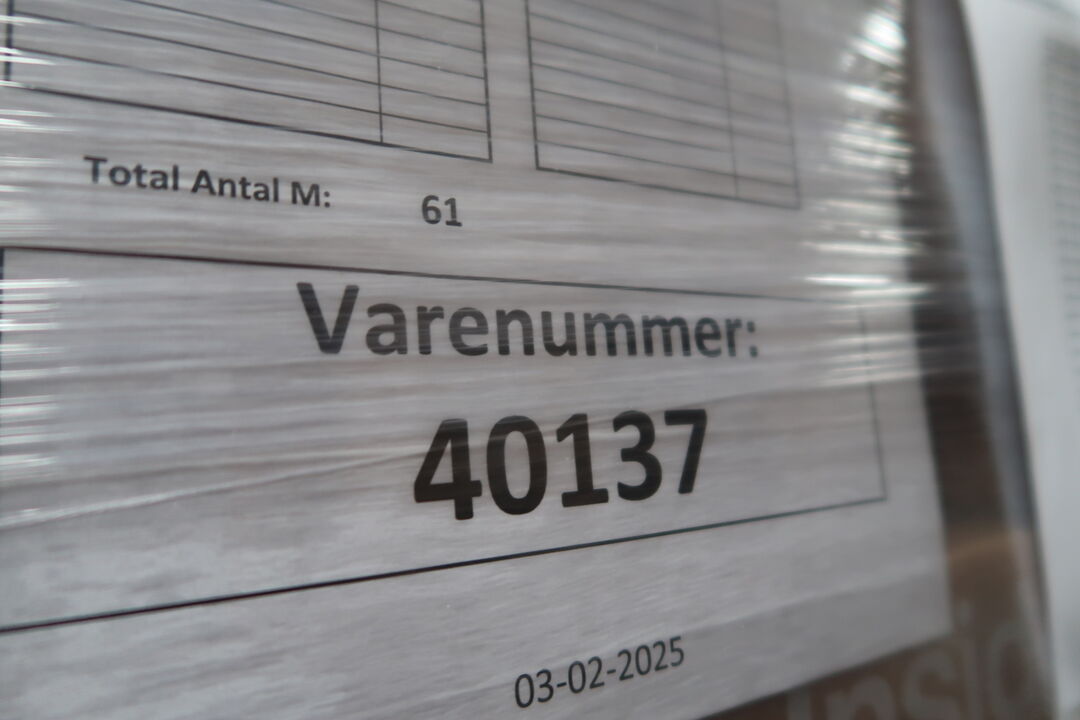 Total Antal M: 61
Varenummer:
40137
03-02-2025